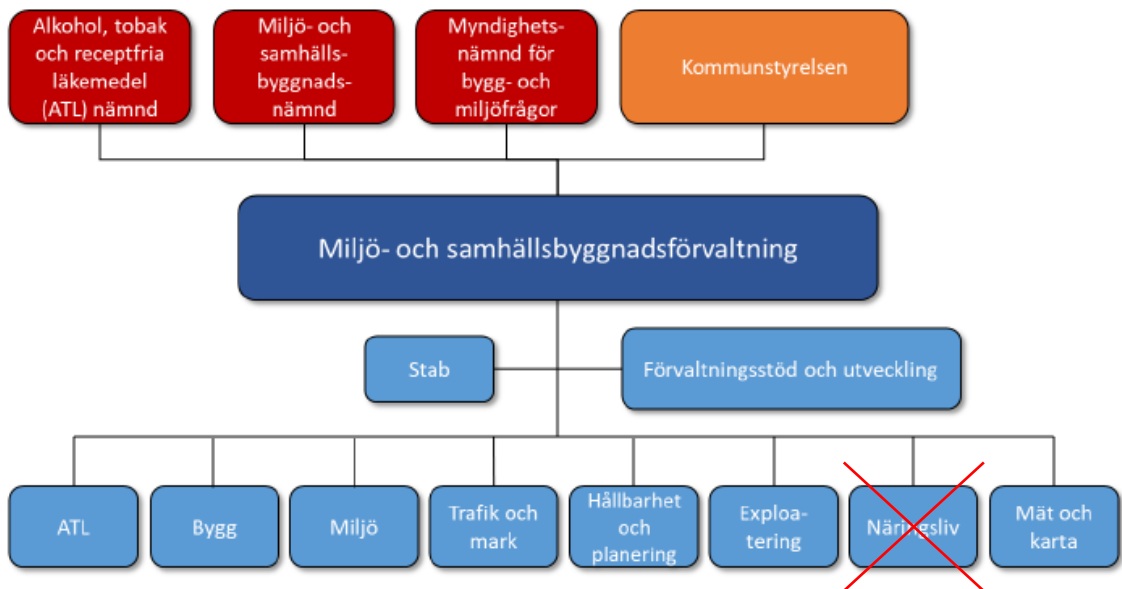 Alkohol, tobak
och receptfria
läkemedel
(ATL) nämnd
Miljö- och
samhälls-
byggnads-
nämnd
Myndighets-
nämnd för
bygg- och
miljöfrågor
Kommunstyrelsen
Miljö- och samhällsbyggnadsförvaltning
Stab
Förvaltningsstöd och utveckling
ATL
Bygg
Miljö
Trafik och
mark
Hållbarhet
och
planering
Exploa-
tering
Näringsliv
Mät och
karta